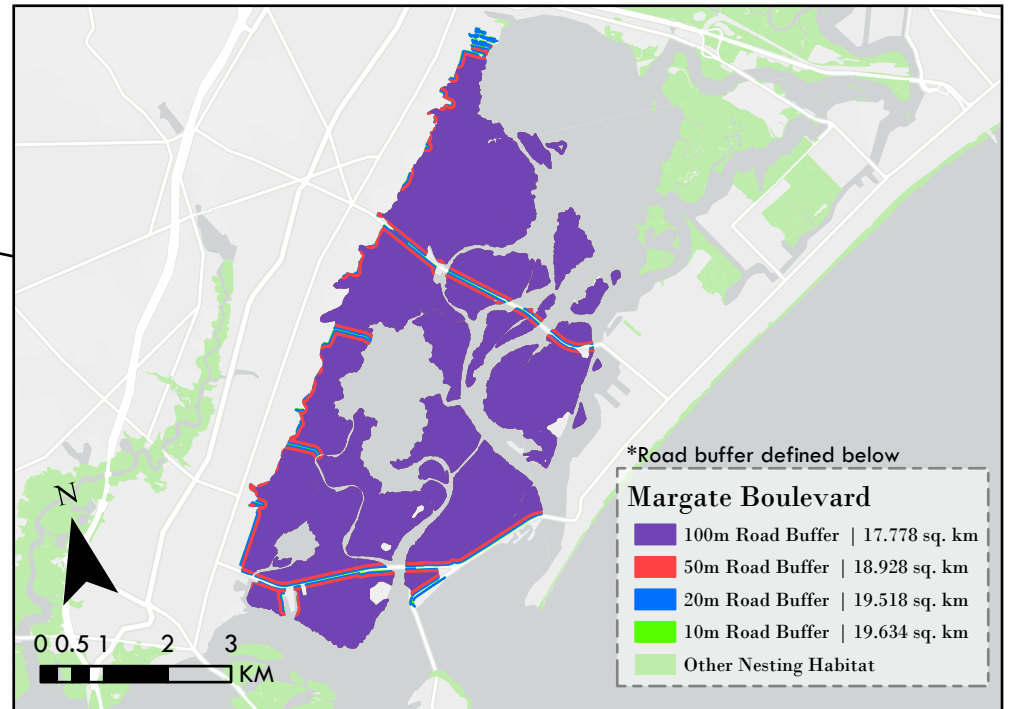 *Road buffer defined below
Margate Boulevard
100m Road Buffer | 17.778 sq. km
50m Road Buffer | 18.928 sq. km
20m Road Buffer | 19.518 sq. km
10m Road Buffer | 19.634 sq. km
Other Nesting Habitat
N
0 0.5 1 2 3
KM